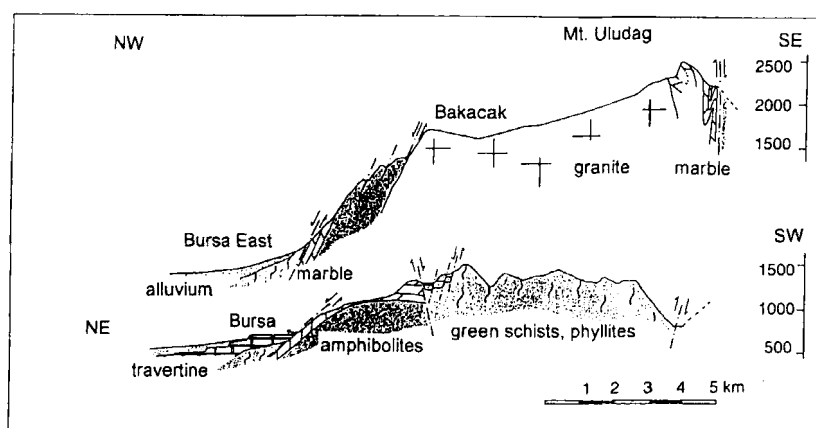 NW
Mt. Uludag
SE
2500
2000
1500
Bakacak
granite
marble
Bursa East
alluvium
marble
SW
1500
1000
500
NE
Bursa
amphibolites
green schists, phyllites
travertine
1 2 3 4 5 km